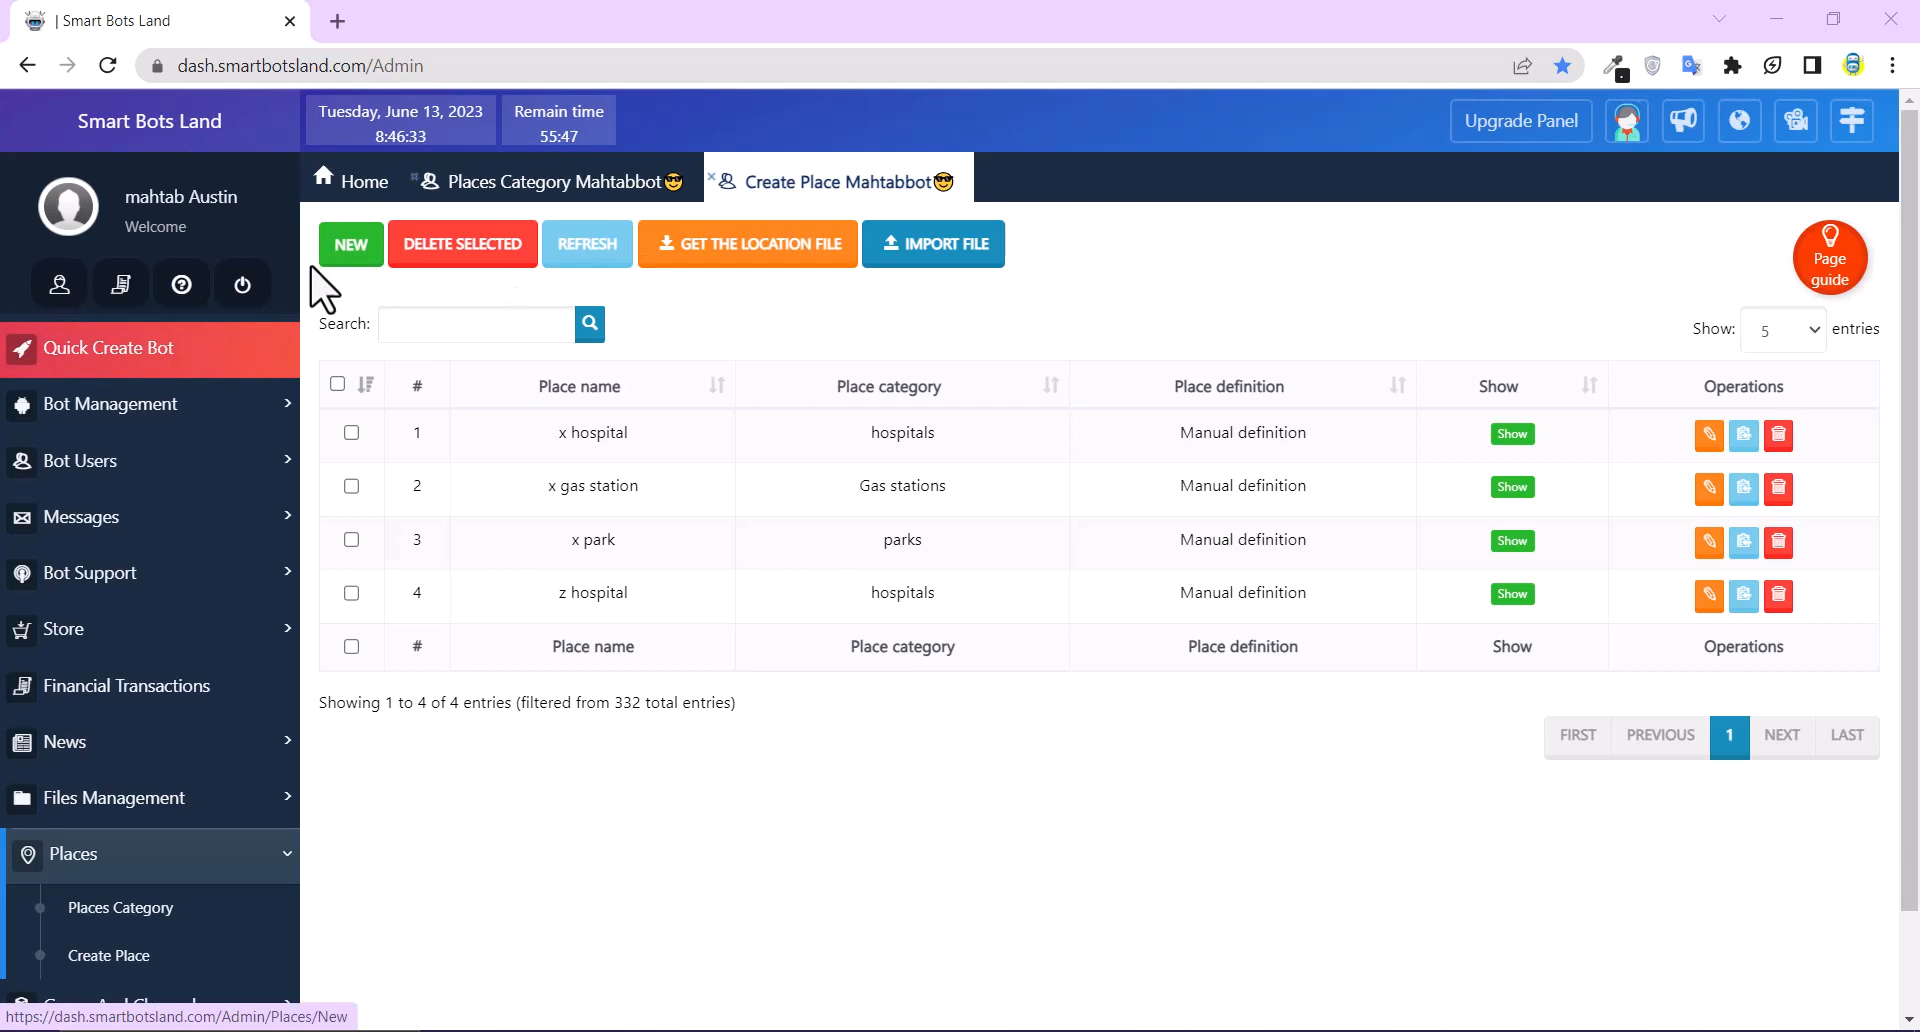 | Smart Bots Land
dash.smartbotsland.com/Admin
Smart Bots Land
Tuesday, June 13, 2023
8:46:33
Remain time
55:47
Upgrade Panel
mahtab Austin
Welcome
Home
Places Category Mahtabbot😎
Create Place Mahtabbot😎
NEW
DELETE SELECTED
REFRESH
GET THE LOCATION FILE
IMPORT FILE
Page
guide
Search:
Show: 5 entries
# Place name Place category Place definition Show Operations
1 x hospital hospitals Manual definition Show
2 x gas station Gas stations Manual definition Show
3 x park parks Manual definition Show
4 z hospital hospitals Manual definition Show
# Place name Place category Place definition Show Operations
Showing 1 to 4 of 4 entries (filtered from 332 total entries)
FIRST PREVIOUS 1 NEXT LAST
Quick Create Bot
Bot Management
Bot Users
Messages
Bot Support
Store
Financial Transactions
News
Files Management
Places
Places Category
Create Place
https://dash.smartbotsland.com/Admin/Places/New